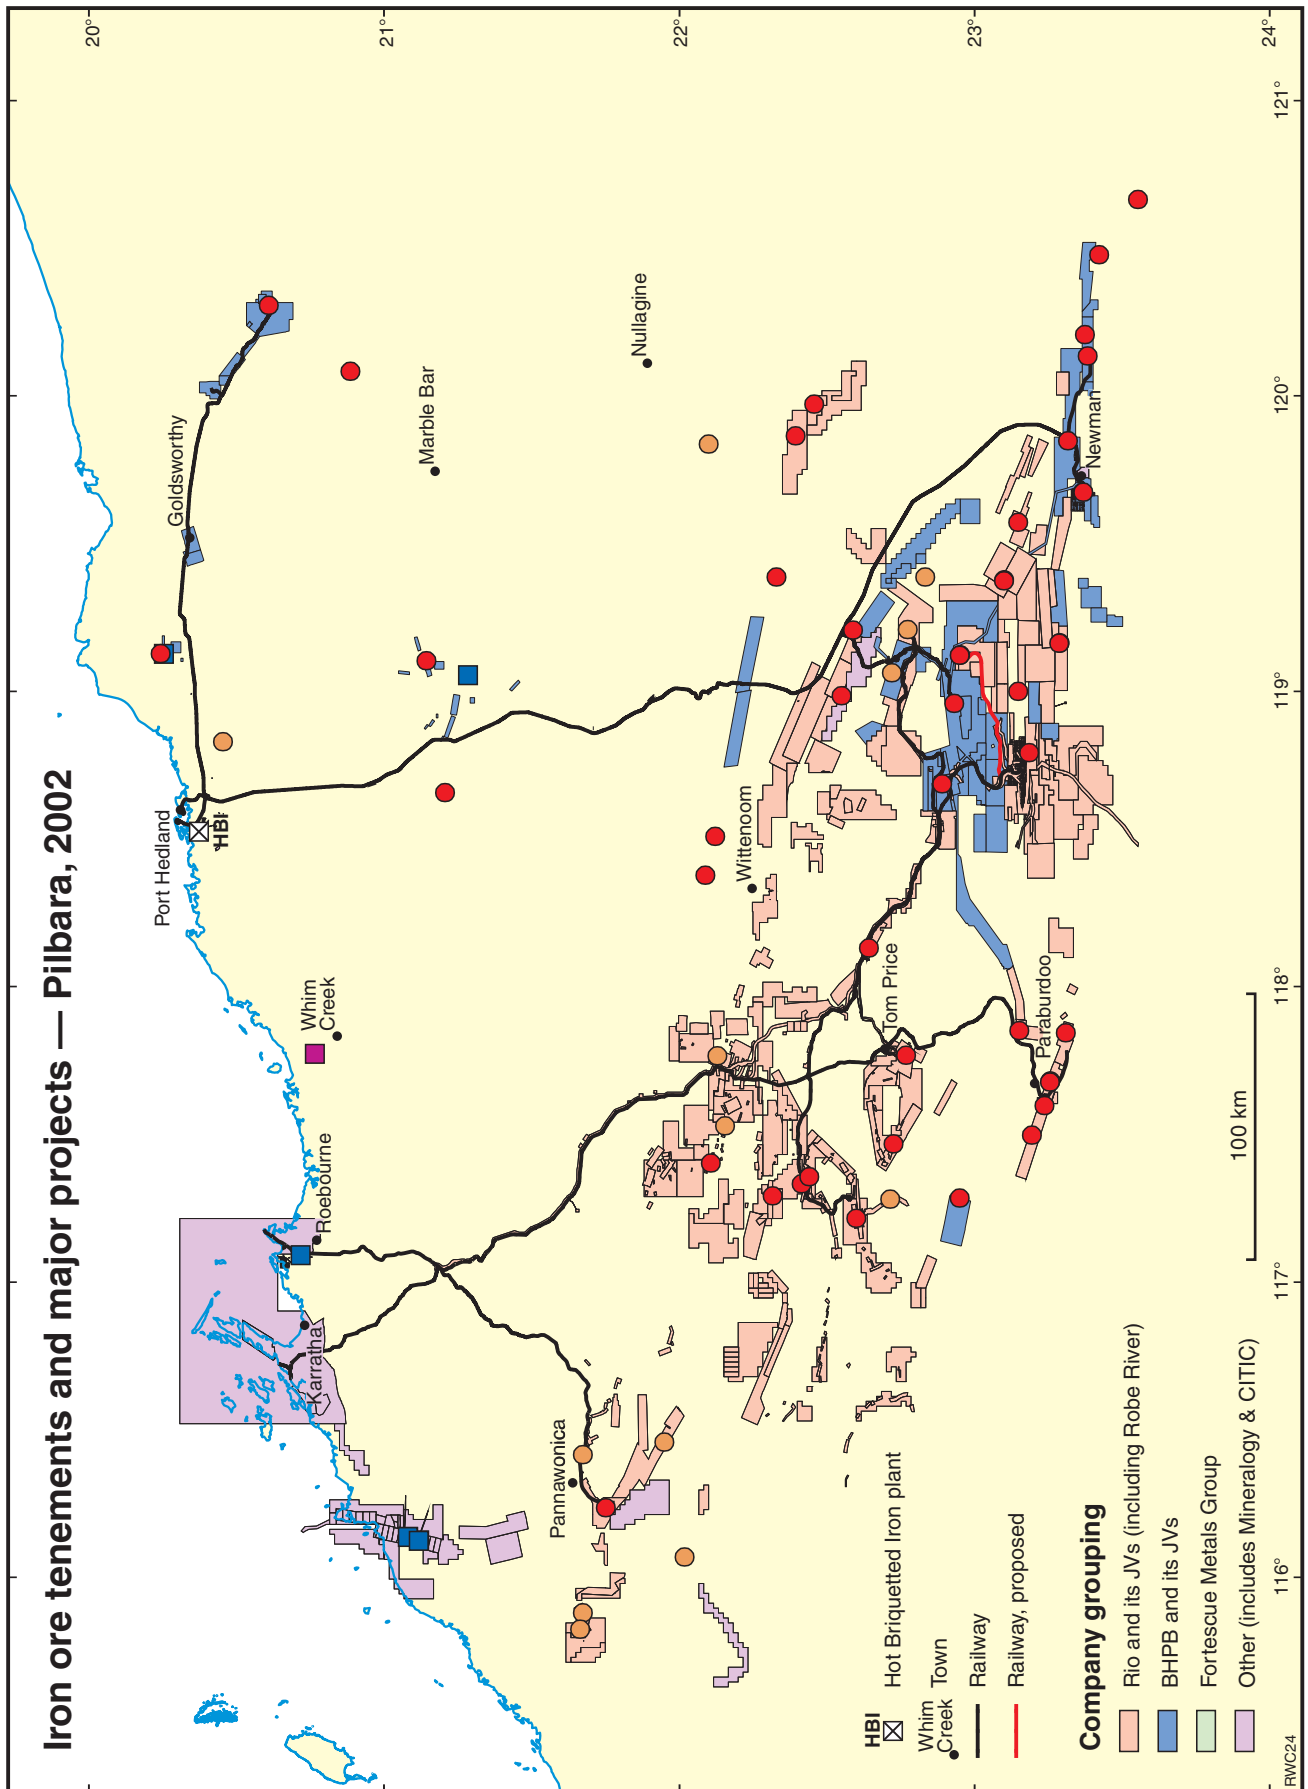 Iron ore tenements and major projects — Pilbara, 2002
20°
21°
22°
23°
24°
116°
117°
118°
119°
120°
121°
Port Hedland
HBI
Goldsworthy
Marble Bar
Nullagine
Whim
Creek
Roebourne
Karratha
Pannawonica
Wittenoom
Tom Price
Paraburdoo
Newman
HBI
Hot Briquetted Iron plant
Whim
Creek
Town
Railway
Railway, proposed
Company grouping
Rio and its JVs (including Robe River)
BHPB and its JVs
Fortescue Metals Group
Other (includes Mineralogy & CITIC)
100 km
RWC24